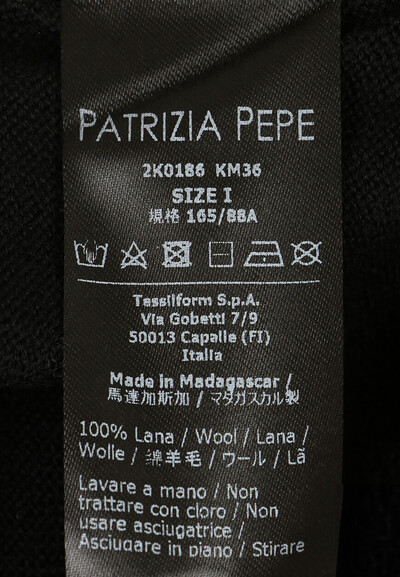 PATRIZIA PEPE
2K0186 KM36
SIZE I
規格 165/88A
Tessilform S.p.A.
Via Gobetti 7/9
50013 Capalle (FI)
Italia
Made in Madagascar /
馬達加斯加 / マダガスカル製
100% Lana / Wool / Lana /
Wolle / 绵羊毛 / ウール / Lã
Lavare a mano / Non
trattare con cloro / Non
usare asciugatrice /
Asciugare in piano / Stirare